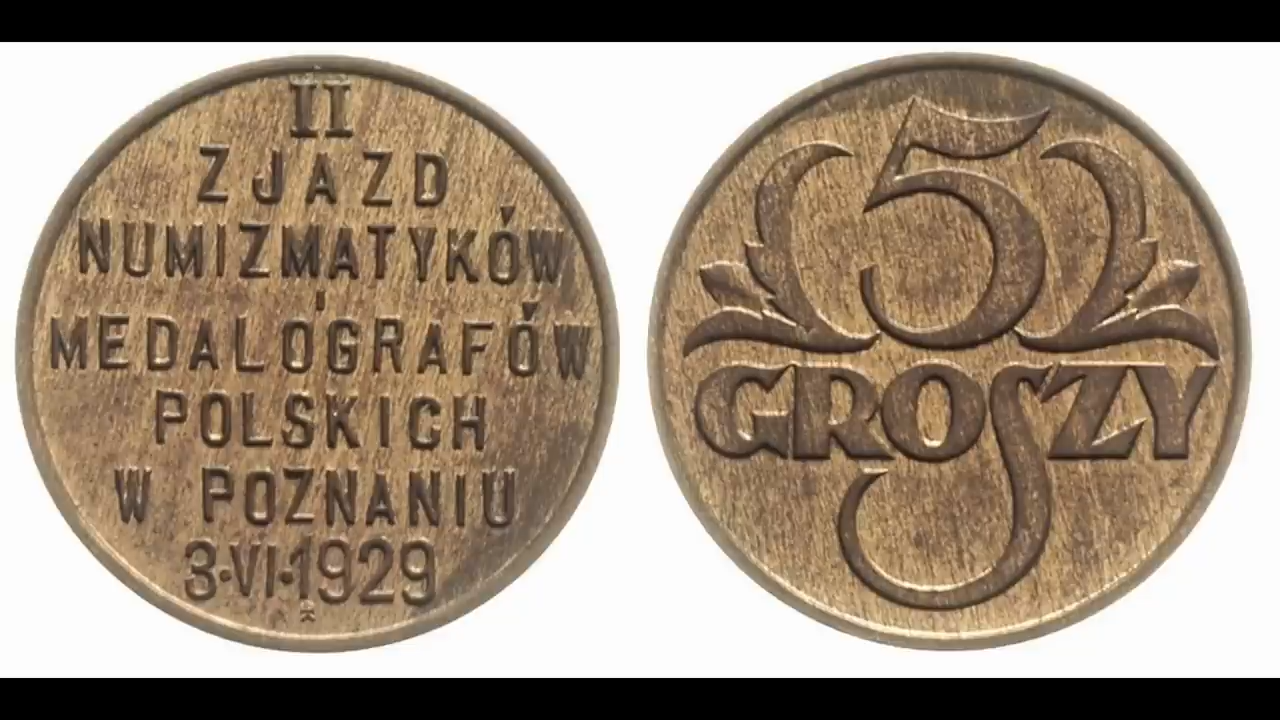 II
ZJAZD
NUMIZMATYKÓW
I
MEDALOGRAFÓW
POLSKICH
W POZNANIU
3·VI·1929
5
GROSZY